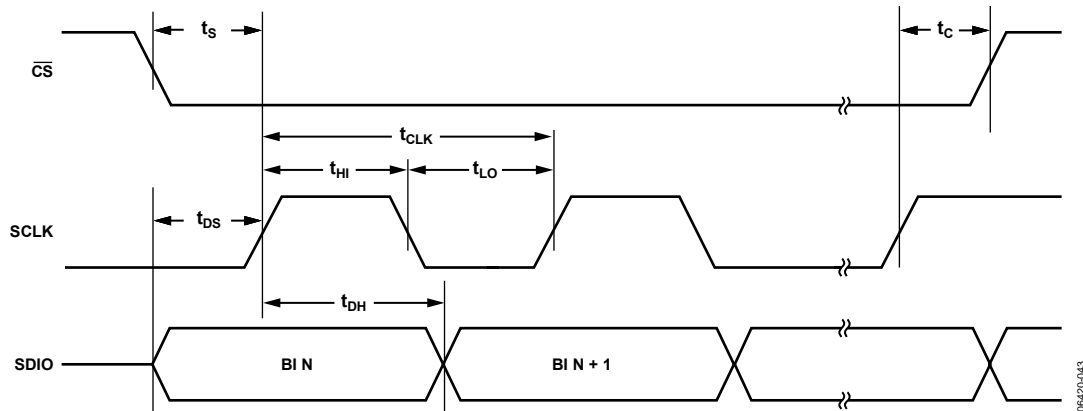 tS
tC
CS
tCLK
tHI
tLO
tDS
SCLK
tDH
SDIO
BI N
BI N + 1
06420-043